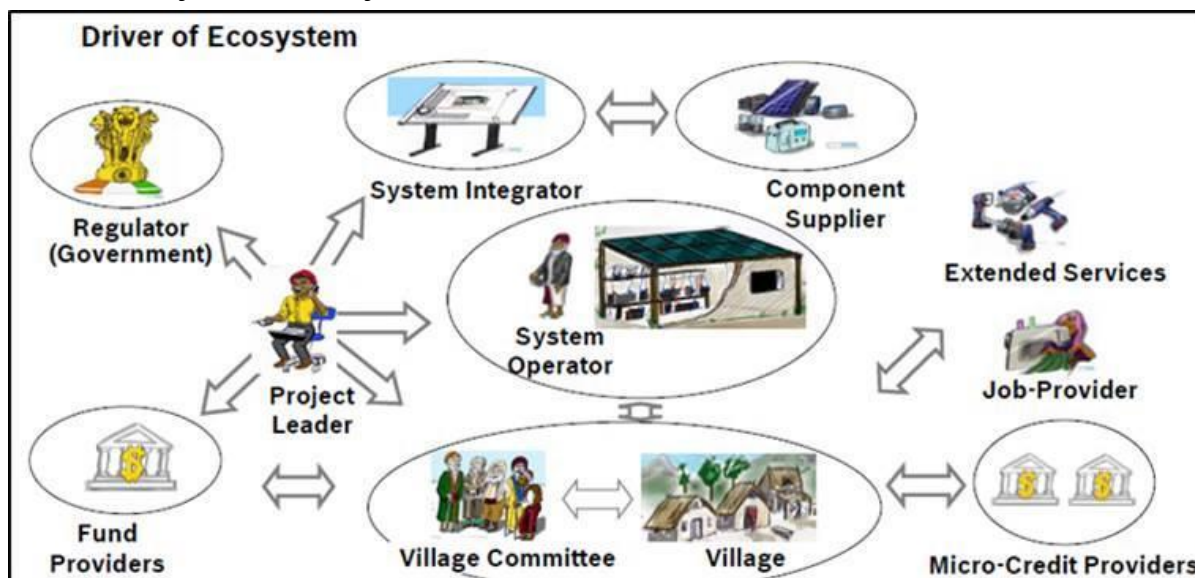 Driver of Ecosystem
System Integrator
Component
Supplier
Regulator
(Government)
Extended Services
System
Operator
Project
Leader
Job-Provider
Fund
Providers
Village Committee
Village
Micro-Credit Providers